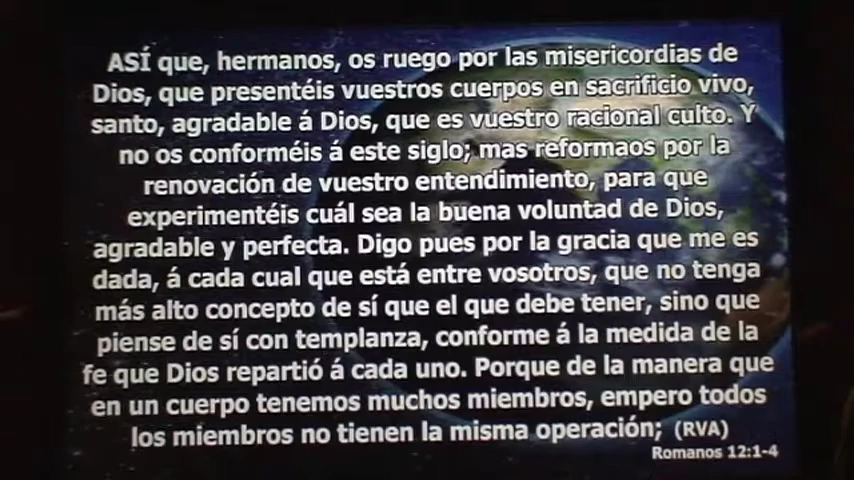 ASÍ que, hermanos, os ruego por las misericordias de
Dios, que presentéis vuestros cuerpos en sacrificio vivo,
santo, agradable á Dios, que es vuestro racional culto. Y
no os conforméis á este siglo; mas reformaos por la
renovación de vuestro entendimiento, para que
experimentéis cuál sea la buena voluntad de Dios,
agradable y perfecta. Digo pues por la gracia que me es
dada, á cada cual que está entre vosotros, que no tenga
más alto concepto de sí que el que debe tener, sino que
piense de sí con templanza, conforme á la medida de la
fe que Dios repartió á cada uno. Porque de la manera que
en un cuerpo tenemos muchos miembros, empero todos
los miembros no tienen la misma operación; (RVA)
Romanos 12:1-4